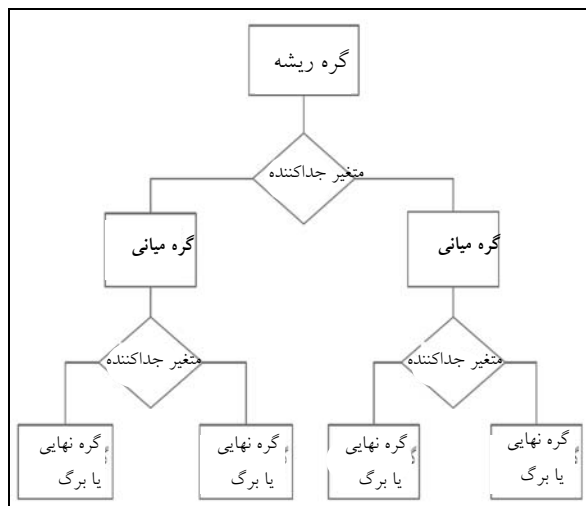 گره ریشه
متغیر جداکننده
گره میانی
گره میانی
متغیر جداکننده
متغیر جداکننده
گره نهایی
یا برگ
گره نهایی
یا برگ
گره نهایی
یا برگ
گره نهایی
یا برگ